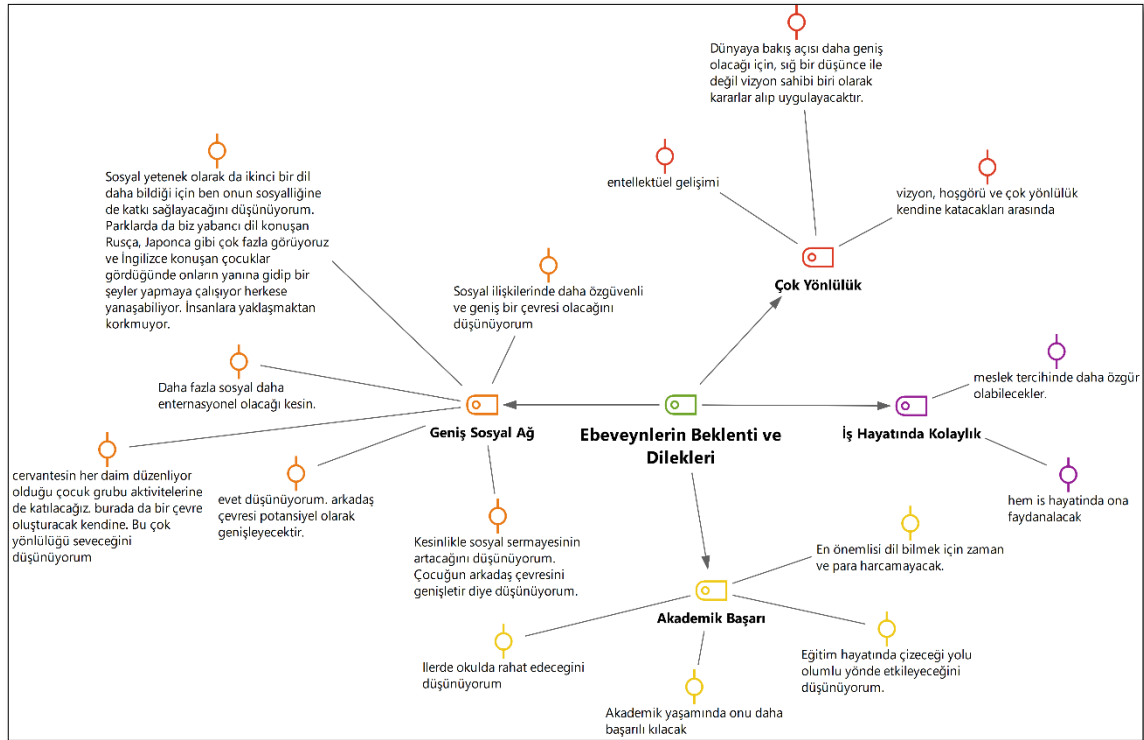 Dünyaya bakış açısı daha geniş
olacağı için, sığ bir düşünce ile
değil vizyon sahibi biri olarak
kararlar alıp uygulayacaktır.
entellektüel gelişimi
vizyon, hoşgörü ve çok yönlülük
kendine katacakları arasında
Çok Yönlülük
Sosyal yetenek olarak da ikinci bir dil
daha bildiği için ben onun sosyalliğine
de katkı sağlayacağını düşünüyorum.
Parklarda da biz yabancı dil konuşan
Rusça, Japonca gibi çok fazla görüyoruz
ve İngilizce konuşan çocuklar
gördüğünde onların yanına gidip bir
şeyler yapmaya çalışıyor herkese
yanaşabiliyor. İnsanlara yaklaşmaktan
korkmuyor.
Sosyal ilişkilerinde daha özgüvenli
ve geniş bir çevresi olacağını
düşünüyorum
Daha fazla sosyal daha
enternasyonel olacağı kesin.
Geniş Sosyal Ağ
Ebeveynlerin Beklenti ve
Dilekleri
meslek tercihinde daha özgür
olabilecekler.
İş Hayatında Kolaylık
hem is hayatinda ona
faydanalacak
cervantesin her daim düzenliyor
olduğu çocuk grubu aktivitelerine
de katılacağız. burada da bir çevre
oluşturacak kendine. Bu çok
yönlülüğü seveceğini
düşünüyorum
evet düşünüyorum. arkadaş
çevresi potansiyel olarak
genişleyecektir.
Kesinlikle sosyal sermayesinin
artacağını düşünüyorum.
Çocuğun arkadaş çevresini
genişletir diye düşünüyorum.
En önemlisi dil bilmek için zaman
ve para harcamayacak.
Akademik Başarı
Ilerde okulda rahat edecegini
düşünüyorum
Akademik yaşamında onu daha
başarılı kılacak
Eğitim hayatında çizeceği yolu
olumlu yönde etkileyeceğini
düşünüyorum.